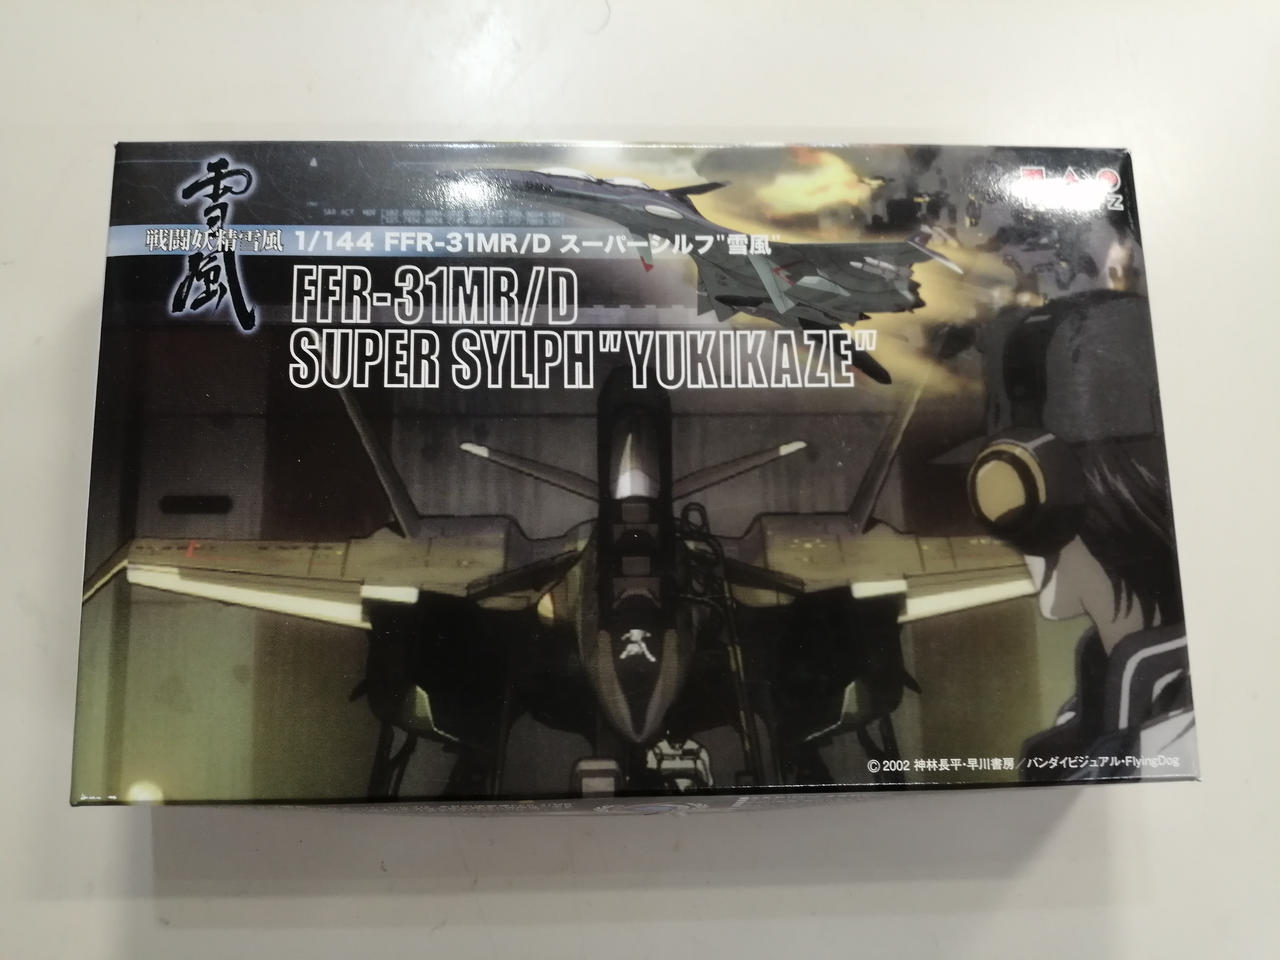 雪風
戦闘妖精雪風
1/144 FFR-31MR/D スーパーシルフ"雪風"
FFR-31MR/D
SUPER SYLPH"YUKIKAZE"
雪風
© 2002 神林長平・早川書房／バンダイビジュアル・FlyingDog